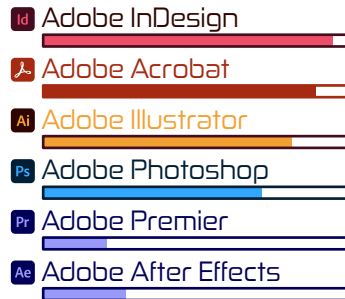 Id Adobe InDesign
Adobe Acrobat
Ai Adobe Illustrator
Ps Adobe Photoshop
Pr Adobe Premier
Ae Adobe After Effects